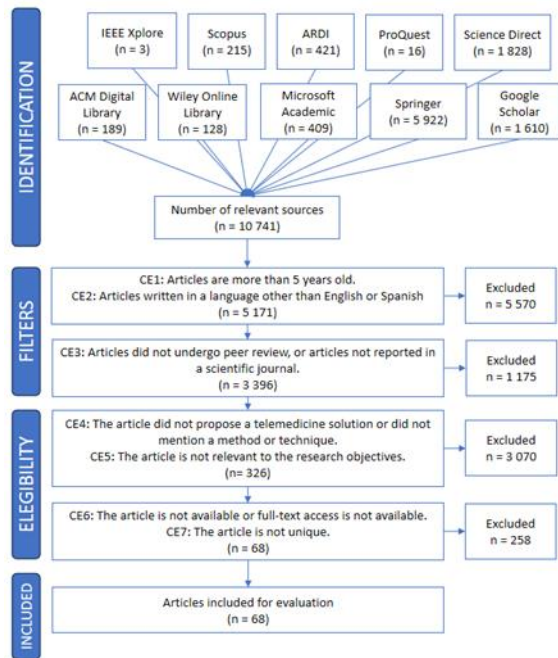 IDENTIFICATION
IEEE Xplore
(n = 3)
Scopus
(n = 215)
ARDI
(n = 421)
ProQuest
(n = 16)
Science Direct
(n = 1 828)
ACM Digital
Library
(n = 189)
Wiley Online
Library
(n = 128)
Microsoft
Academic
(n = 409)
Springer
(n = 5 922)
Google
Scholar
(n = 1 610)
Number of relevant sources
(n = 10 741)
FILTERS
CE1: Articles are more than 5 years old.
CE2: Articles written in a language other than English or Spanish
(n = 5 171)
Excluded
n = 5 570
CE3: Articles did not undergo peer review, or articles not reported in
a scientific journal.
(n = 3 396)
Excluded
n = 1 175
ELEGIBILITY
CE4: The article did not propose a telemedicine solution or did not
mention a method or technique.
CE5: The article is not relevant to the research objectives.
(n= 326)
Excluded
n = 3 070
CE6: The article is not available or full-text access is not available.
CE7: The article is not unique.
(n = 68)
Excluded
n = 258
INCLUDED
Articles included for evaluation
(n = 68)